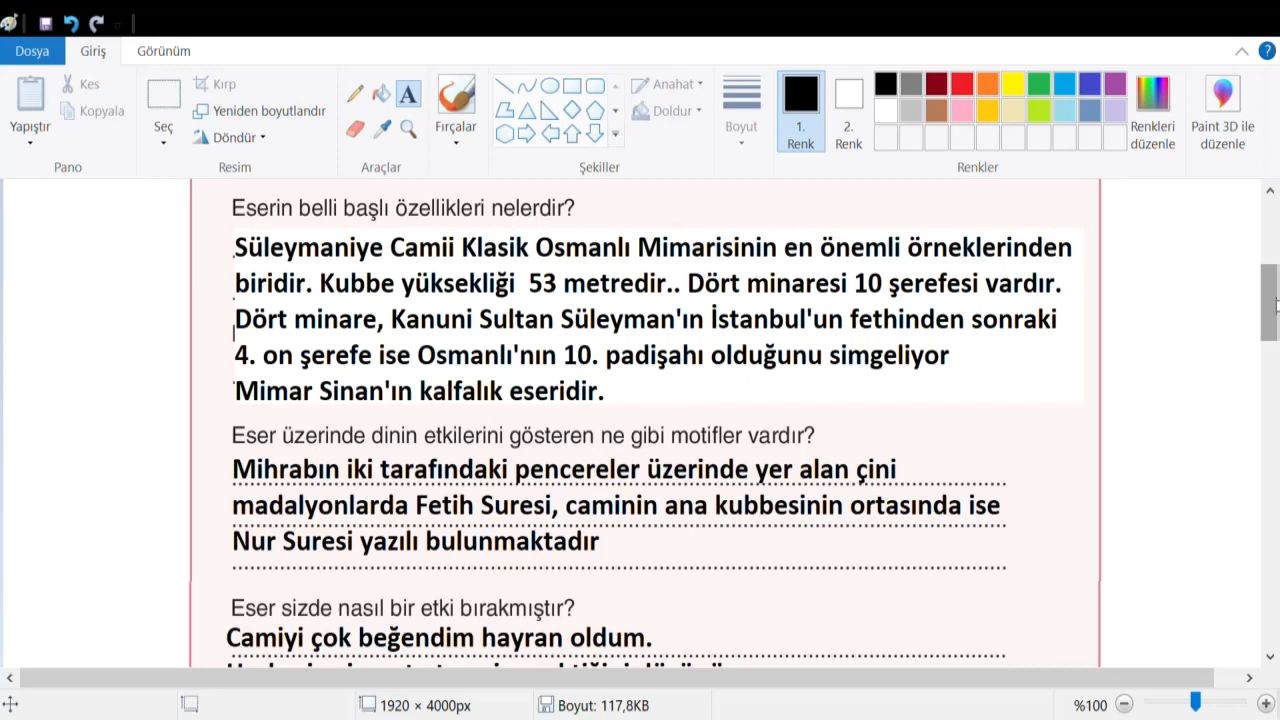 Dosya Giriş Görünüm
Yapıştır
Kes
Kopyala
Pano
Seç
Kırp
Yeniden boyutlandır
Döndür
Resim
A
Araçlar
Fırçalar
Şekiller
Anahat
Doldur
Boyut
1.
Renk
2.
Renk
Renkler
Renkleri
düzenle
Paint 3D ile
düzenle
Eserin belli başlı özellikleri nelerdir?
Süleymaniye Camii Klasik Osmanlı Mimarisinin en önemli örneklerinden
biridir. Kubbe yüksekliği 53 metredir.. Dört minaresi 10 şerefesi vardır.
Dört minare, Kanuni Sultan Süleyman'ın İstanbul'un fethinden sonraki
4. on şerefe ise Osmanlı'nın 10. padişahı olduğunu simgeliyor
Mimar Sinan'ın kalfalık eseridir.
Eser üzerinde dinin etkilerini gösteren ne gibi motifler vardır?
Mihrabın iki tarafındaki pencereler üzerinde yer alan çini
madalyonlarda Fetih Suresi, caminin ana kubbesinin ortasında ise
Nur Suresi yazılı bulunmaktadır
Eser sizde nasıl bir etki bırakmıştır?
Camiyi çok beğendim hayran oldum.
1920 × 4000px
Boyut: 117,8KB
%100